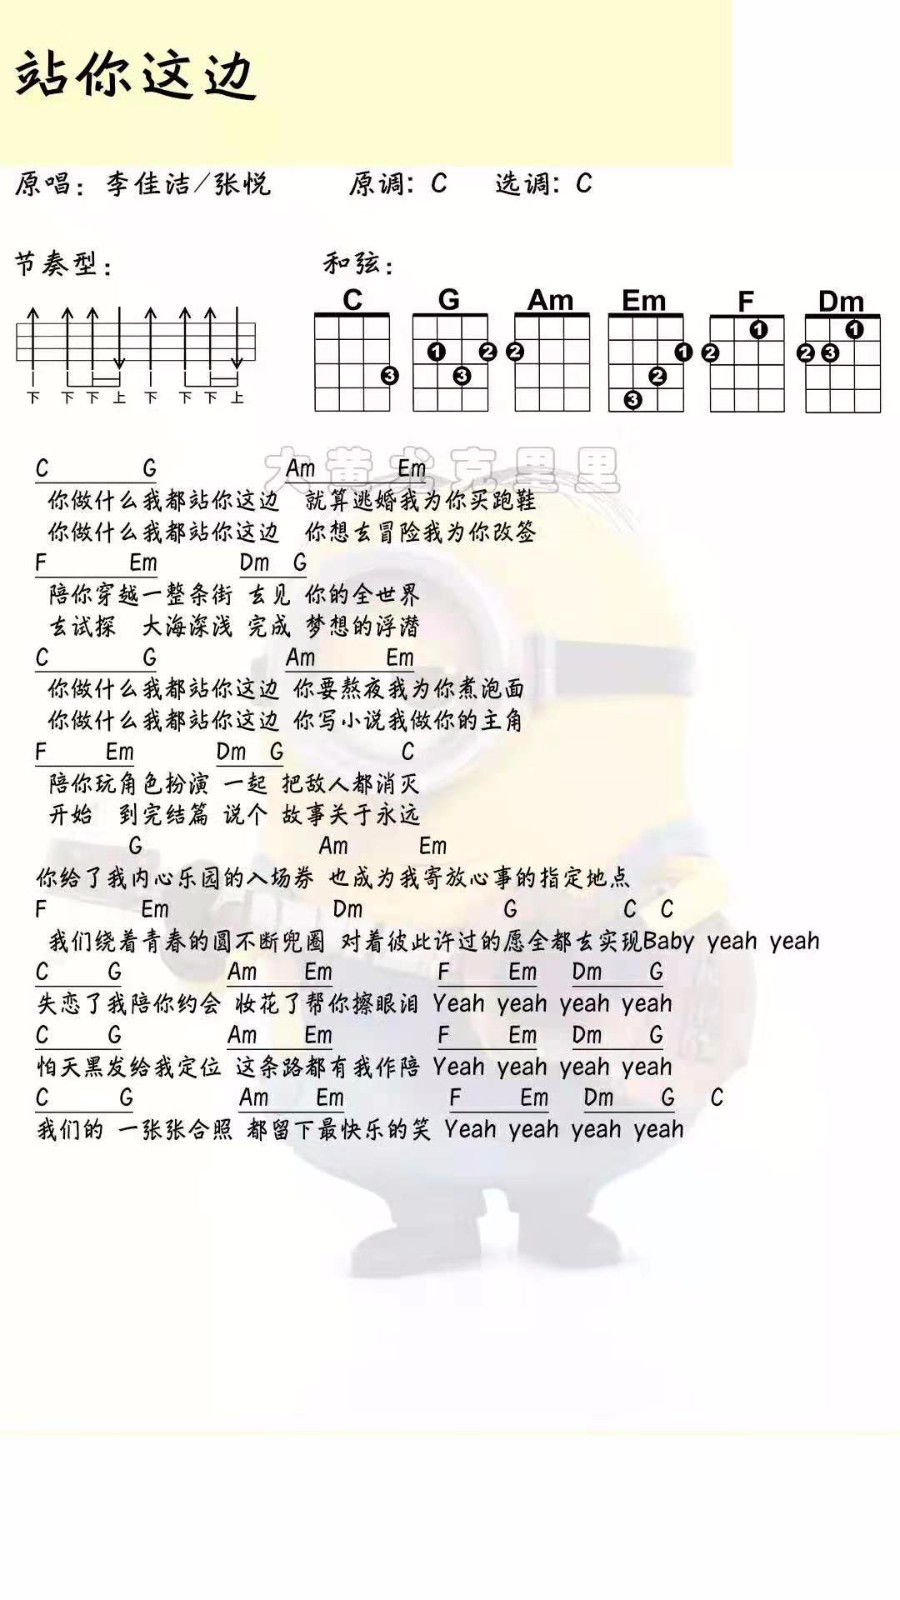 站你这边
原唱：李佳洁/张悦 原调：C 选调：C
节奏型： 和弦：
C G Am Em F Dm
1 2 3
下 下 下 上 下 下 下 上
大黄尤克里里
C G Am Em
你做什么我都站你这边 就算逃婚我为你买跑鞋
你做什么我都站你这边 你想去冒险我为你改签
F Em Dm G
陪你穿越一整条街 去见 你的全世界
去试探 大海深浅 完成 梦想的浮潜
C G Am Em
你做什么我都站你这边 你要熬夜我为你煮泡面
你做什么我都站你这边 你写小说我做你的主角
F Em Dm G C
陪你玩角色扮演 一起 把敌人都消灭
开始 到完结篇 说个 故事关于永远
G Am Em
你给了我内心乐园的入场券 也成为我寄放心事的指定地点
F Em Dm G C C
我们绕着青春的圆不断兜圈 对着彼此许过的愿全都去实现Baby yeah yeah
C G Am Em F Em Dm G
失恋了我陪你约会 妆花了帮你擦眼泪 Yeah yeah yeah yeah
C G Am Em F Em Dm G
怕天黑发给我定位 这条路都有我作陪 Yeah yeah yeah yeah
C G Am Em F Em Dm G C
我们的 一张张合照 都留下最快乐的笑 Yeah yeah yeah yeah